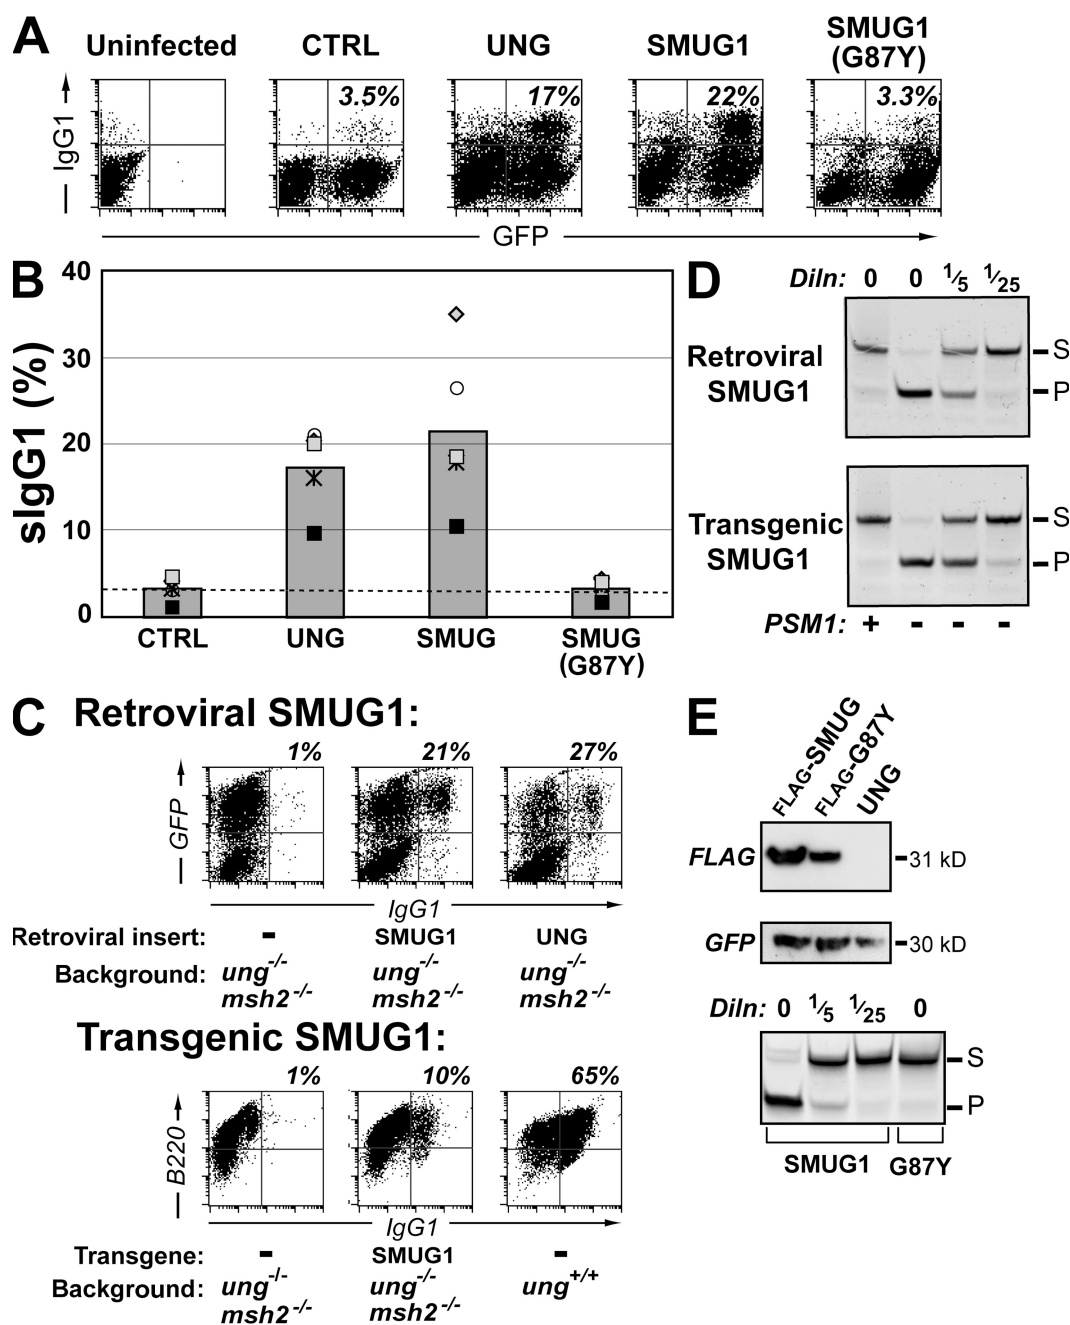 A
Uninfected CTRL UNG SMUG1 SMUG1
(G87Y)
3.5% 17% 22% 3.3%
IgG1
GFP
B
40
30
20
10
0
sIgG1 (%)
CTRL UNG SMUG SMUG
(G87Y)
C Retroviral SMUG1:
1% 21% 27%
GFP
IgG1
Retroviral insert: - SMUG1 UNG
Background: ung-/- ung-/- ung-/-
msh2-/- msh2-/- msh2-/-
Transgenic SMUG1:
1% 10% 65%
B220
IgG1
Transgene: - SMUG1 -
Background: ung-/- ung-/- ung+/+
msh2-/- msh2-/-
D
Diln: 0 0 1/5 1/25
Retroviral
SMUG1
S
P
Transgenic
SMUG1
S
P
PSM1: + - - -
E
FLAG-SMUG
FLAG-G87Y
UNG
FLAG 31 kD
GFP 30 kD
Diln: 0 1/5 1/25 0
S
P
SMUG1 G87Y